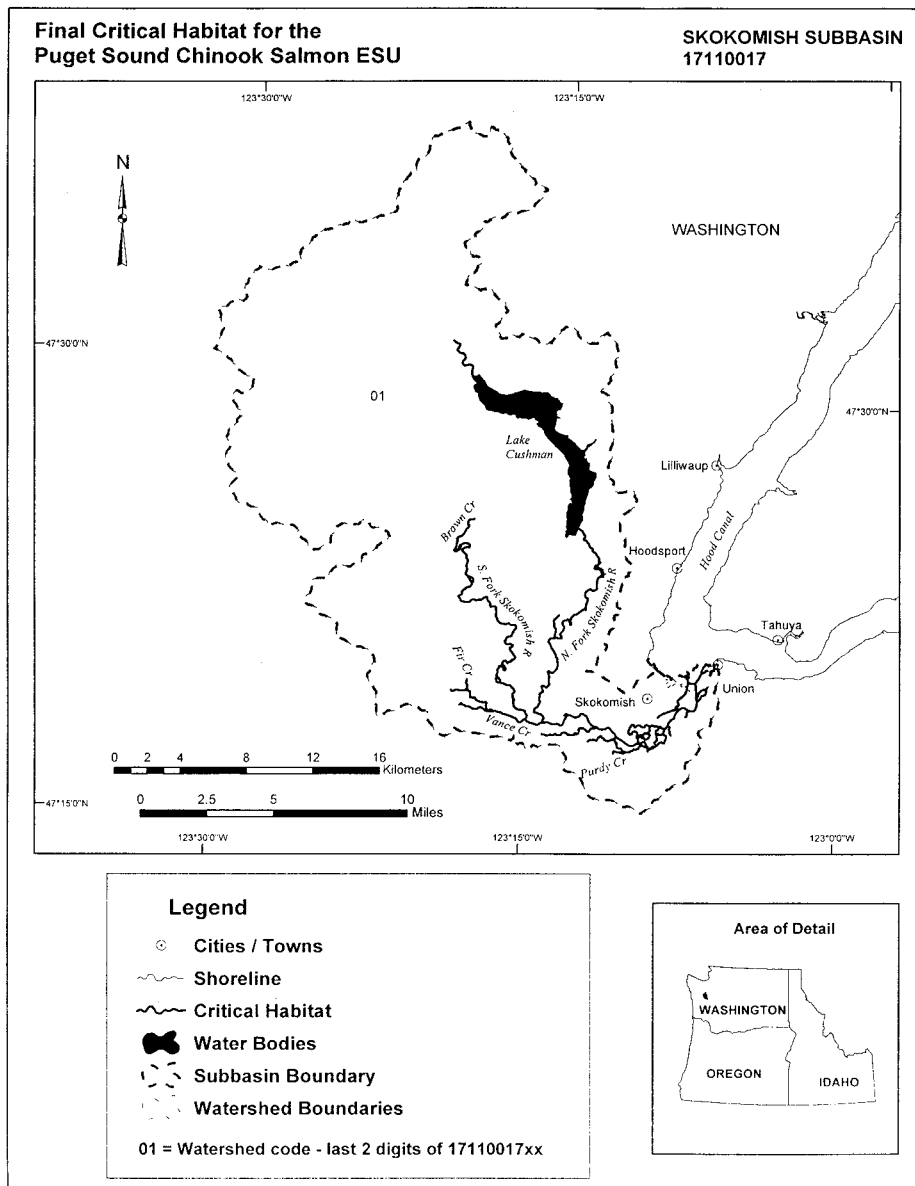 Final Critical Habitat for the
Puget Sound Chinook Salmon ESU
SKOKOMISH SUBBASIN
17110017
123°30'0"W
123°15'0"W
N
WASHINGTON
47°30'0"N
01
47°30'0"N
Lake
Cushman
Lilliwaup
Brown Cr
Hood Canal
Hoodsport
S. Fork Skokomish R
N. Fork Skokomish R
Tahuya
Fir Cr
Union
Skokomish
Vance Cr
Purdy Cr
0 2 4 8 12 16
Kilometers
0 2.5 5 10
Miles
47°15'0"N
123°30'0"W
123°15'0"W
123°0'0"W
Legend
Cities / Towns
Shoreline
Critical Habitat
Water Bodies
Subbasin Boundary
Watershed Boundaries
01 = Watershed code - last 2 digits of 17110017xx
Area of Detail
WASHINGTON
OREGON
IDAHO